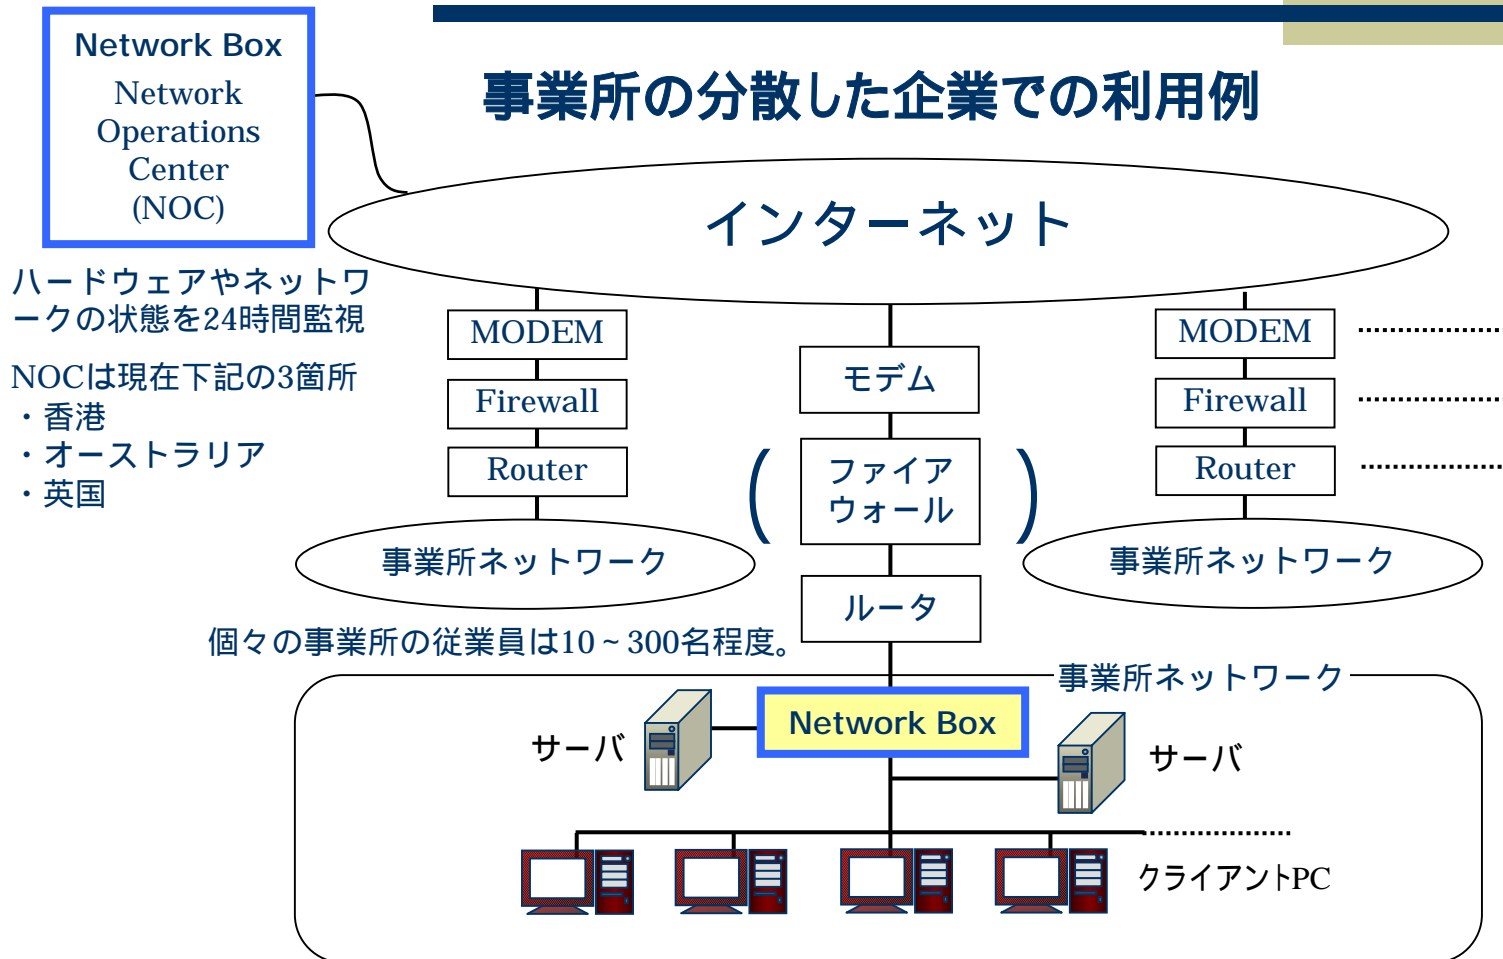 Network Box
Network
Operations
Center
(NOC)
事業所の分散した企業での利用例
インターネット
ハードウェアやネットワ
ークの状態を24時間監視
NOCは現在下記の3箇所
・香港
・オーストラリア
・英国
MODEM
Firewall
Router
事業所ネットワーク
モデム
(ファイア
ウォール)
ルータ
MODEM
Firewall
Router
事業所ネットワーク
個々の事業所の従業員は10~300名程度。
事業所ネットワーク
Network Box
サーバ
サーバ
クライアントPC